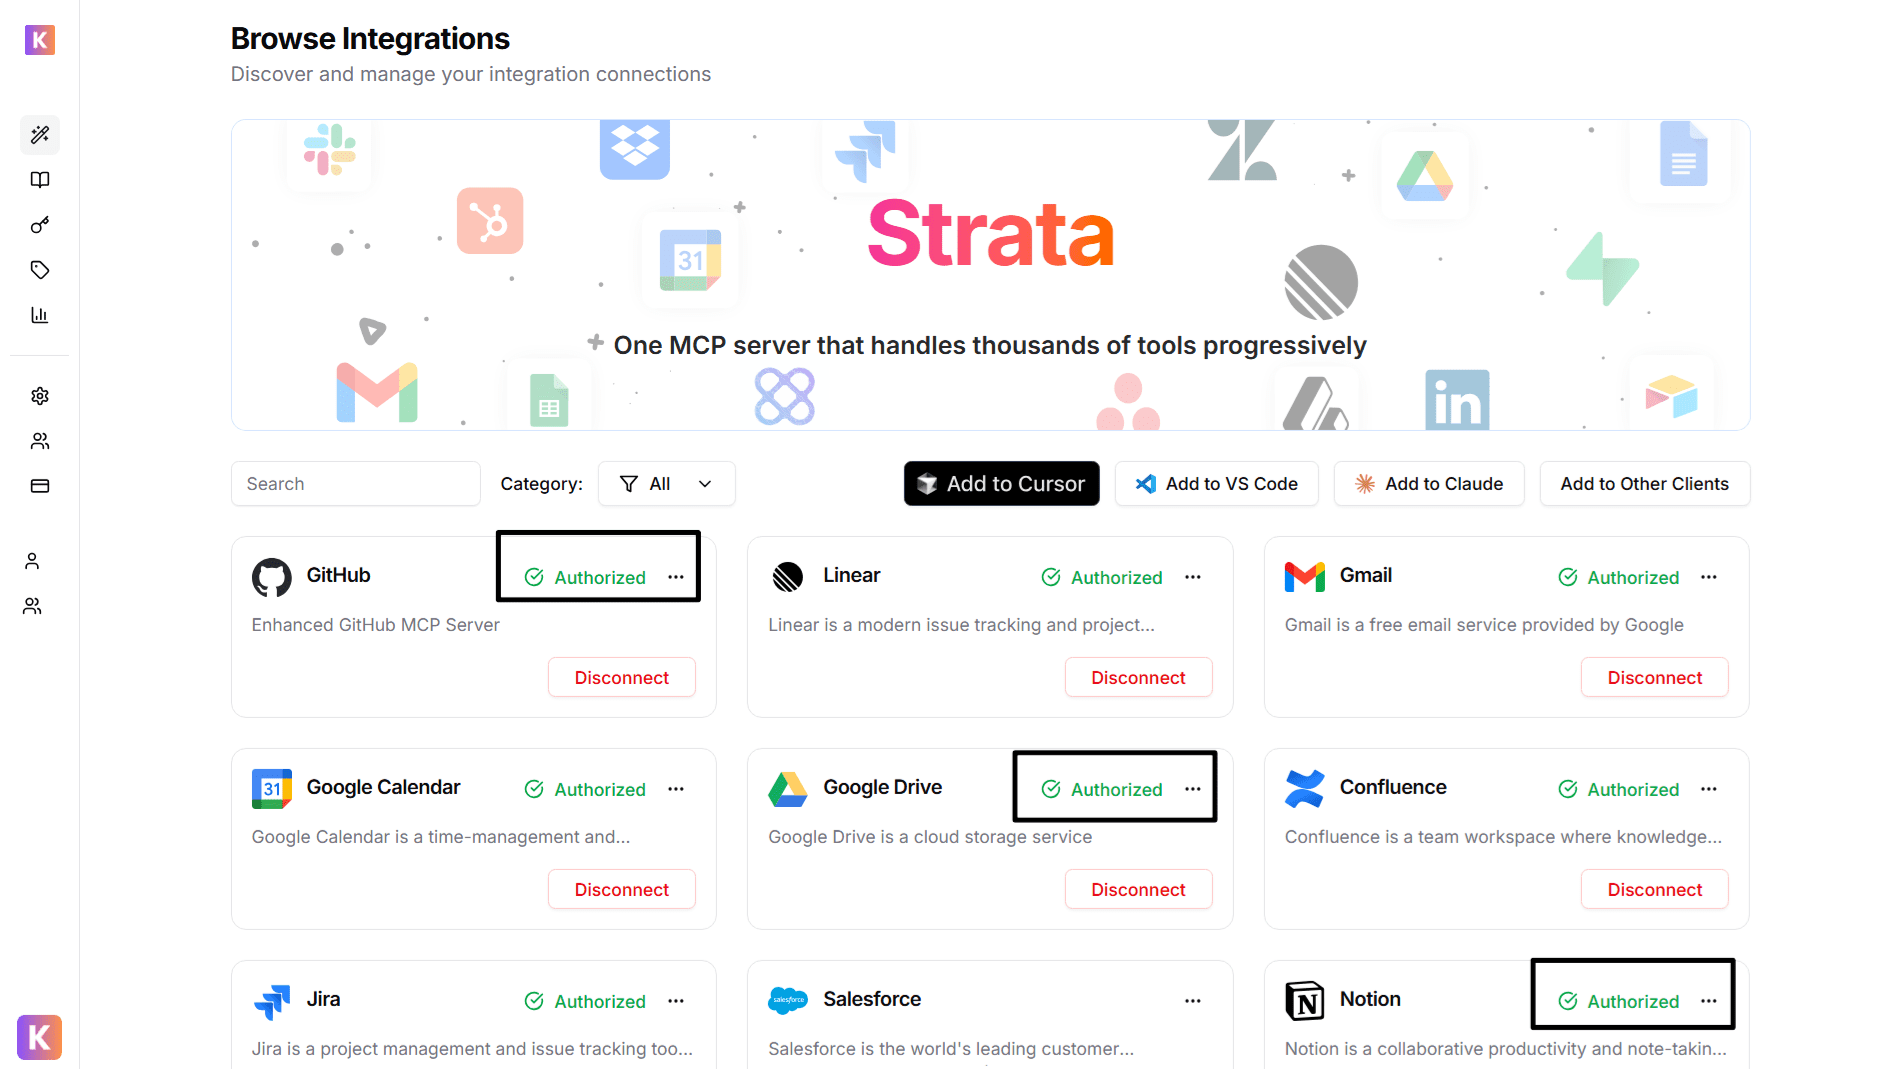 K
Browse Integrations
Discover and manage your integration connections
31
Strata
One MCP server that handles thousands of tools progressively
in
Search
Category:
All
Add to Cursor
Add to VS Code
Add to Claude
Add to Other Clients
GitHub
Authorized
Enhanced GitHub MCP Server
Disconnect
Linear
Authorized
Linear is a modern issue tracking and project...
Disconnect
Gmail
Authorized
Gmail is a free email service provided by Google
Disconnect
31
Google Calendar
Authorized
Google Calendar is a time-management and...
Disconnect
Google Drive
Authorized
Google Drive is a cloud storage service
Disconnect
Confluence
Authorized
Confluence is a team workspace where knowledge...
Disconnect
Jira
Authorized
Jira is a project management and issue tracking too...
salesforce
Salesforce
Salesforce is the world's leading customer...
N
Notion
Authorized
Notion is a collaborative productivity and note-takin...
K